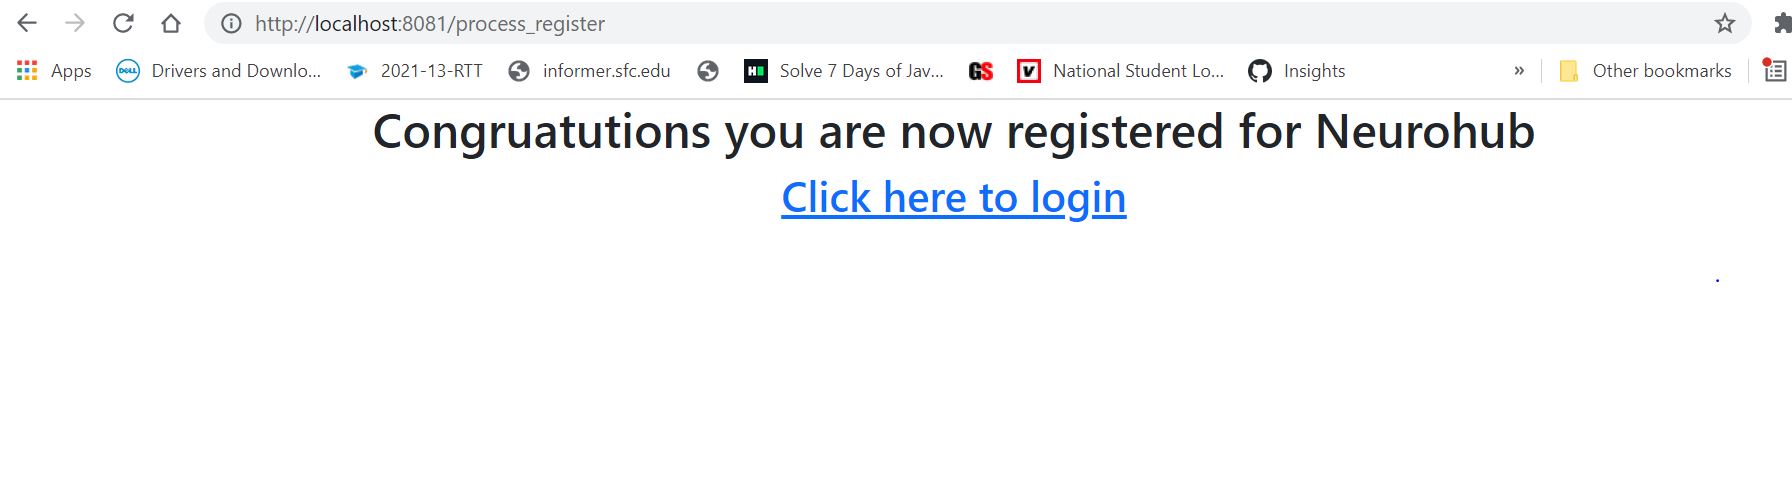 http://localhost:8081/process_register
Apps DELL Drivers and Downlo... 2021-13-RTT informer.sfc.edu H Solve 7 Days of Jav... GS V National Student Lo... Insights » Other bookmarks
Congruatutions you are now registered for Neurohub
Click here to login
.